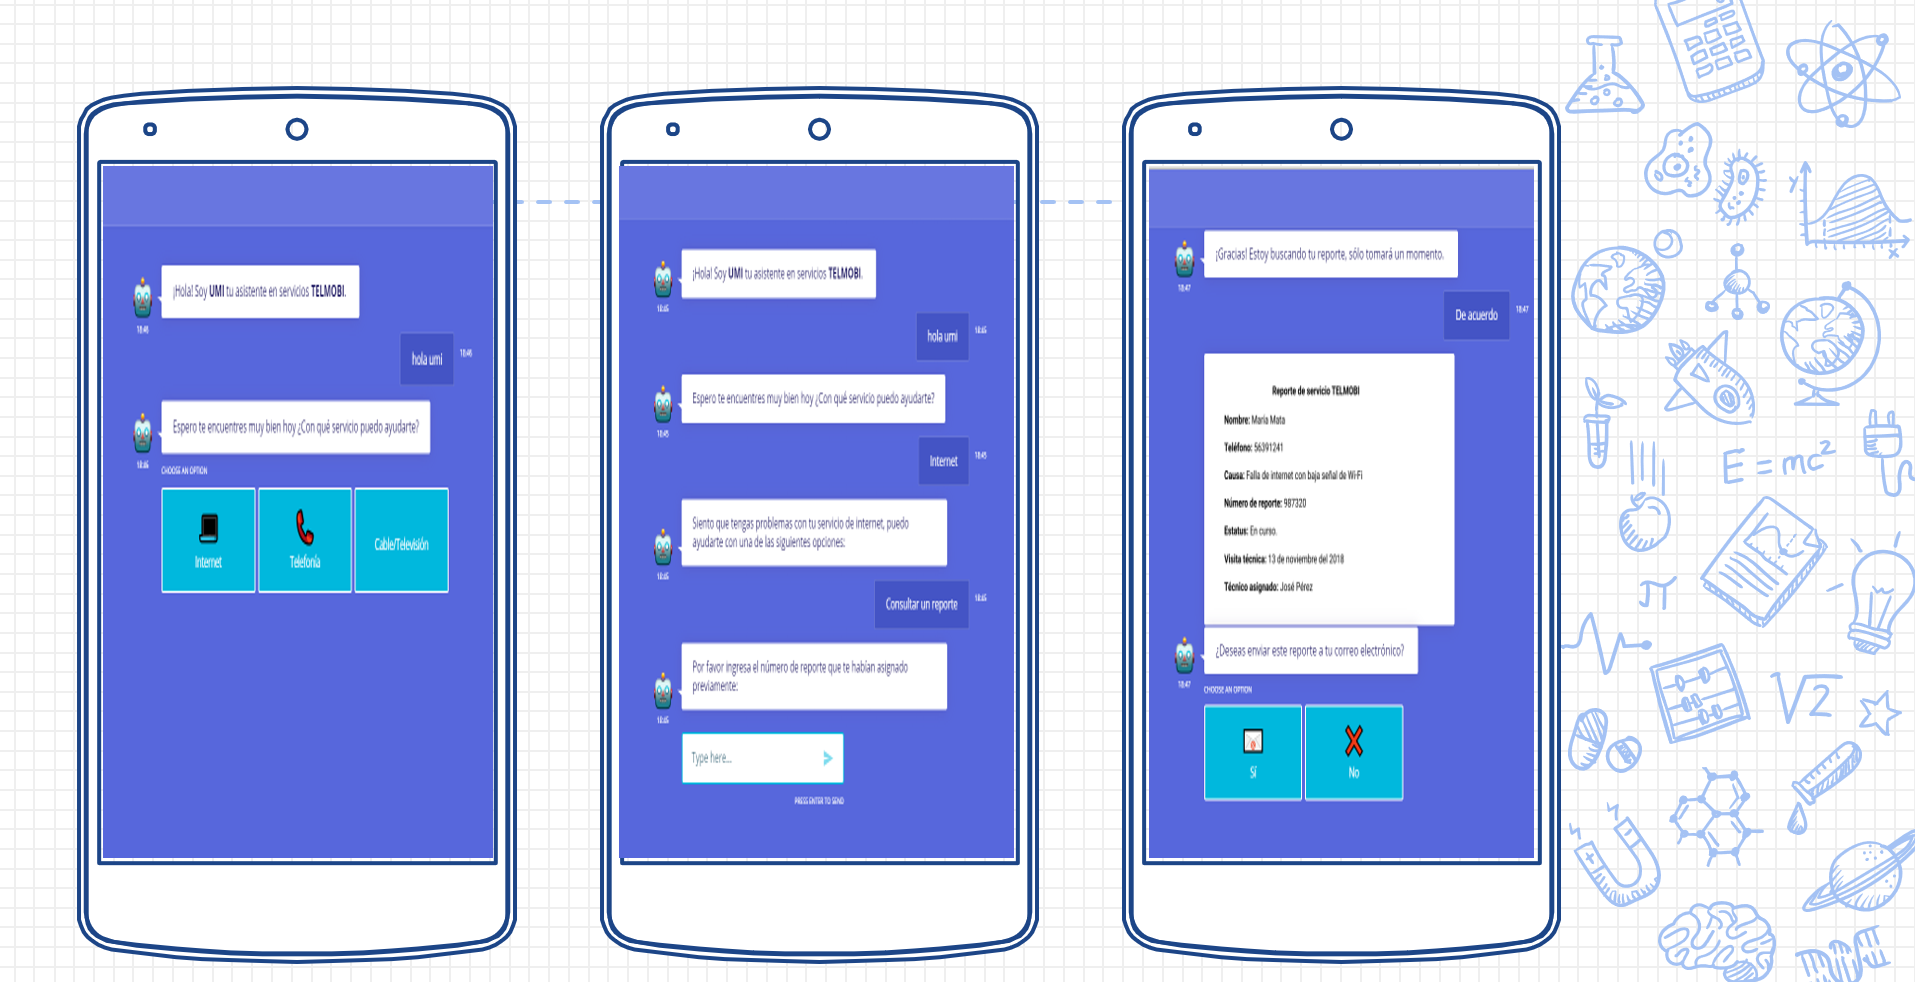 ¡Hola! Soy UMI tu asistente en servicios TELMOBI.
18:46
hola umi
18:46
Espero te encuentres muy bien hoy ¿Con qué servicio puedo ayudarte?
18:46
CHOOSE AN OPTION
Internet
Telefonía
Cable/Televisión
¡Hola! Soy UMI tu asistente en servicios TELMOBI.
18:45
hola umi
18:45
Espero te encuentres muy bien hoy ¿Con qué servicio puedo ayudarte?
18:45
Internet
18:45
Siento que tengas problemas con tu servicio de internet, puedo
ayudarte con una de las siguientes opciones:
18:45
Consultar un reporte
18:45
Por favor ingresa el número de reporte que te habían asignado
previamente:
18:45
Type here...
PRESS ENTER TO SEND
¡Gracias! Estoy buscando tu reporte, sólo tomará un momento.
18:47
De acuerdo
18:47
Reporte de servicio TELMOBI
Nombre: María Mata
Teléfono: 56391241
Causa: Falla de internet con baja señal de Wi-Fi
Número de reporte: 987320
Estatus: En curso.
Visita técnica: 13 de noviembre del 2018
Técnico asignado: José Pérez
¿Deseas enviar este reporte a tu correo electrónico?
18:47
CHOOSE AN OPTION
Sí
No
y
x
E = mc²
π
√2